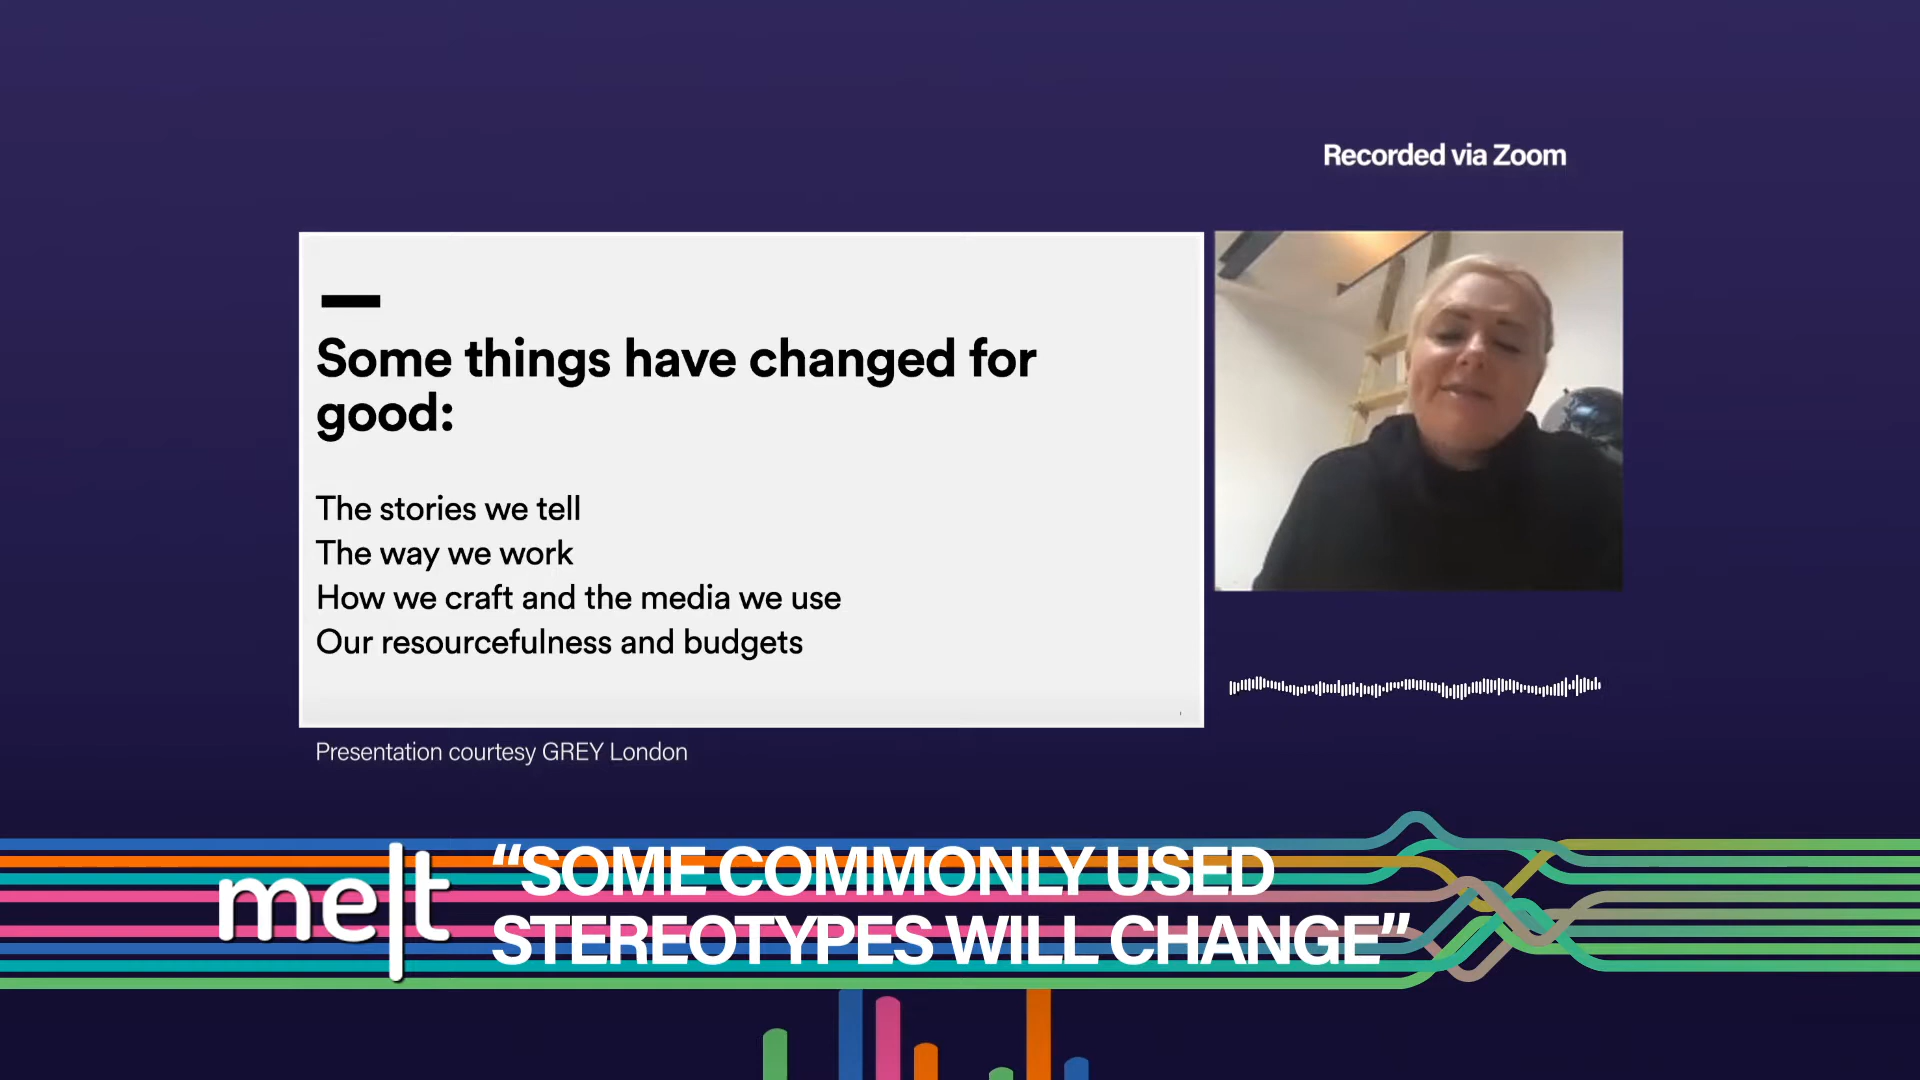 Recorded via Zoom
Some things have changed for
good:
The stories we tell
The way we work
How we craft and the media we use
Our resourcefulness and budgets
Presentation courtesy GREY London
melt
“SOME COMMONLY USED
STEREOTYPES WILL CHANGE”